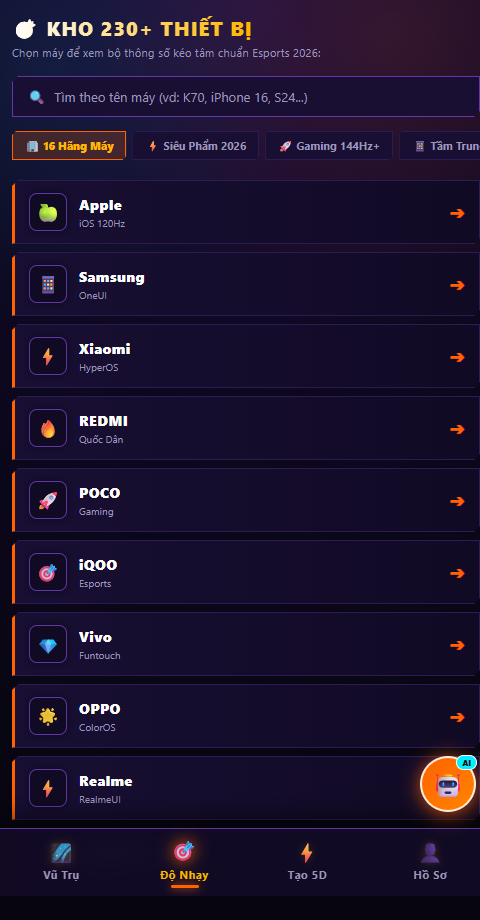 KHO 230+ THIẾT BỊ
Chọn máy để xem bộ thông số kéo tâm chuẩn Esports 2026:
Tìm theo tên máy (vd: K70, iPhone 16, S24...)
16 Hãng Máy
Siêu Phẩm 2026
Gaming 144Hz+
Tầm Trun
Apple
iOS 120Hz
Samsung
OneUI
Xiaomi
HyperOS
REDMI
Quốc Dân
POCO
Gaming
iQOO
Esports
Vivo
Funtouch
OPPO
ColorOS
Realme
RealmeUI
AI
Vũ Trụ
Độ Nhạy
Tạo 5D
Hồ Sơ